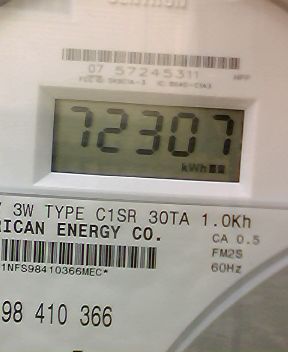 07 57245311
72307
kWh
3W TYPE C1SR 30TA 1.0Kh
RICAN ENERGY CO.
CA 0.5
FM2S
60Hz
1NFS98410366MEC*
98 410 366